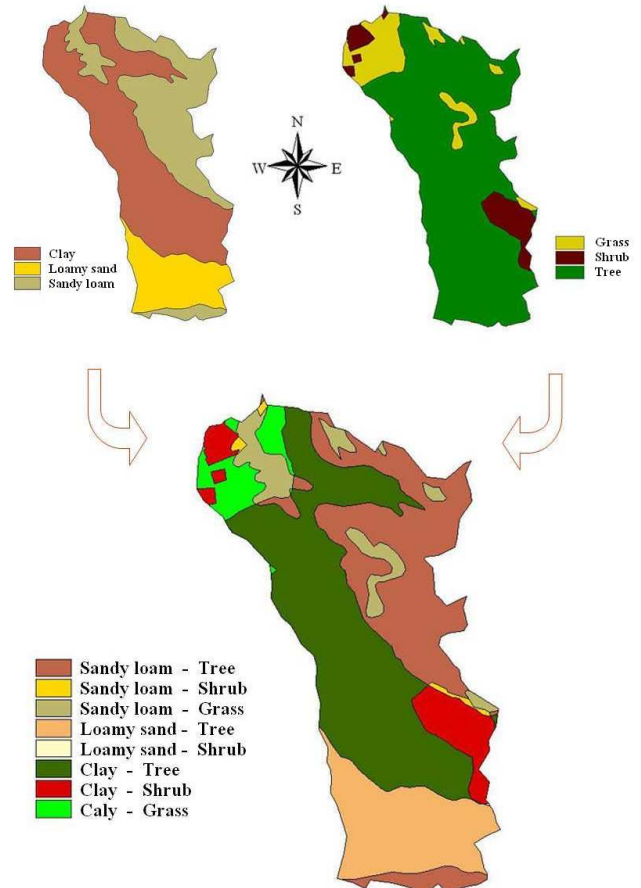 N
W E
S
Clay
Loamy sand
Sandy loam
Grass
Shrub
Tree
Sandy loam - Tree
Sandy loam - Shrub
Sandy loam - Grass
Loamy sand - Tree
Loamy sand - Shrub
Clay - Tree
Clay - Shrub
Caly - Grass